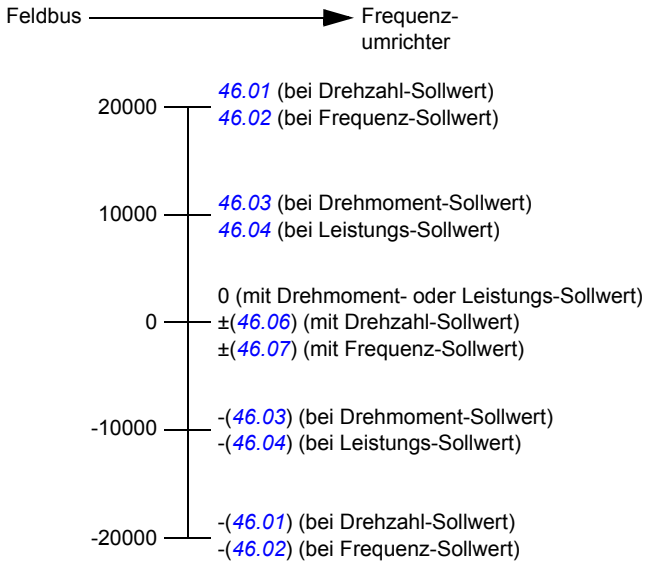 Feldbus Frequenz-
umrichter
46.01 (bei Drehzahl-Sollwert)
20000
46.02 (bei Frequenz-Sollwert)
46.03 (bei Drehmoment-Sollwert)
10000
46.04 (bei Leistungs-Sollwert)
0 (mit Drehmoment- oder Leistungs-Sollwert)
0 ±(46.06) (mit Drehzahl-Sollwert)
±(46.07) (mit Frequenz-Sollwert)
-(46.03) (bei Drehmoment-Sollwert)
-10000
-(46.04) (bei Leistungs-Sollwert)
-(46.01) (bei Drehzahl-Sollwert)
-20000
-(46.02) (bei Frequenz-Sollwert)